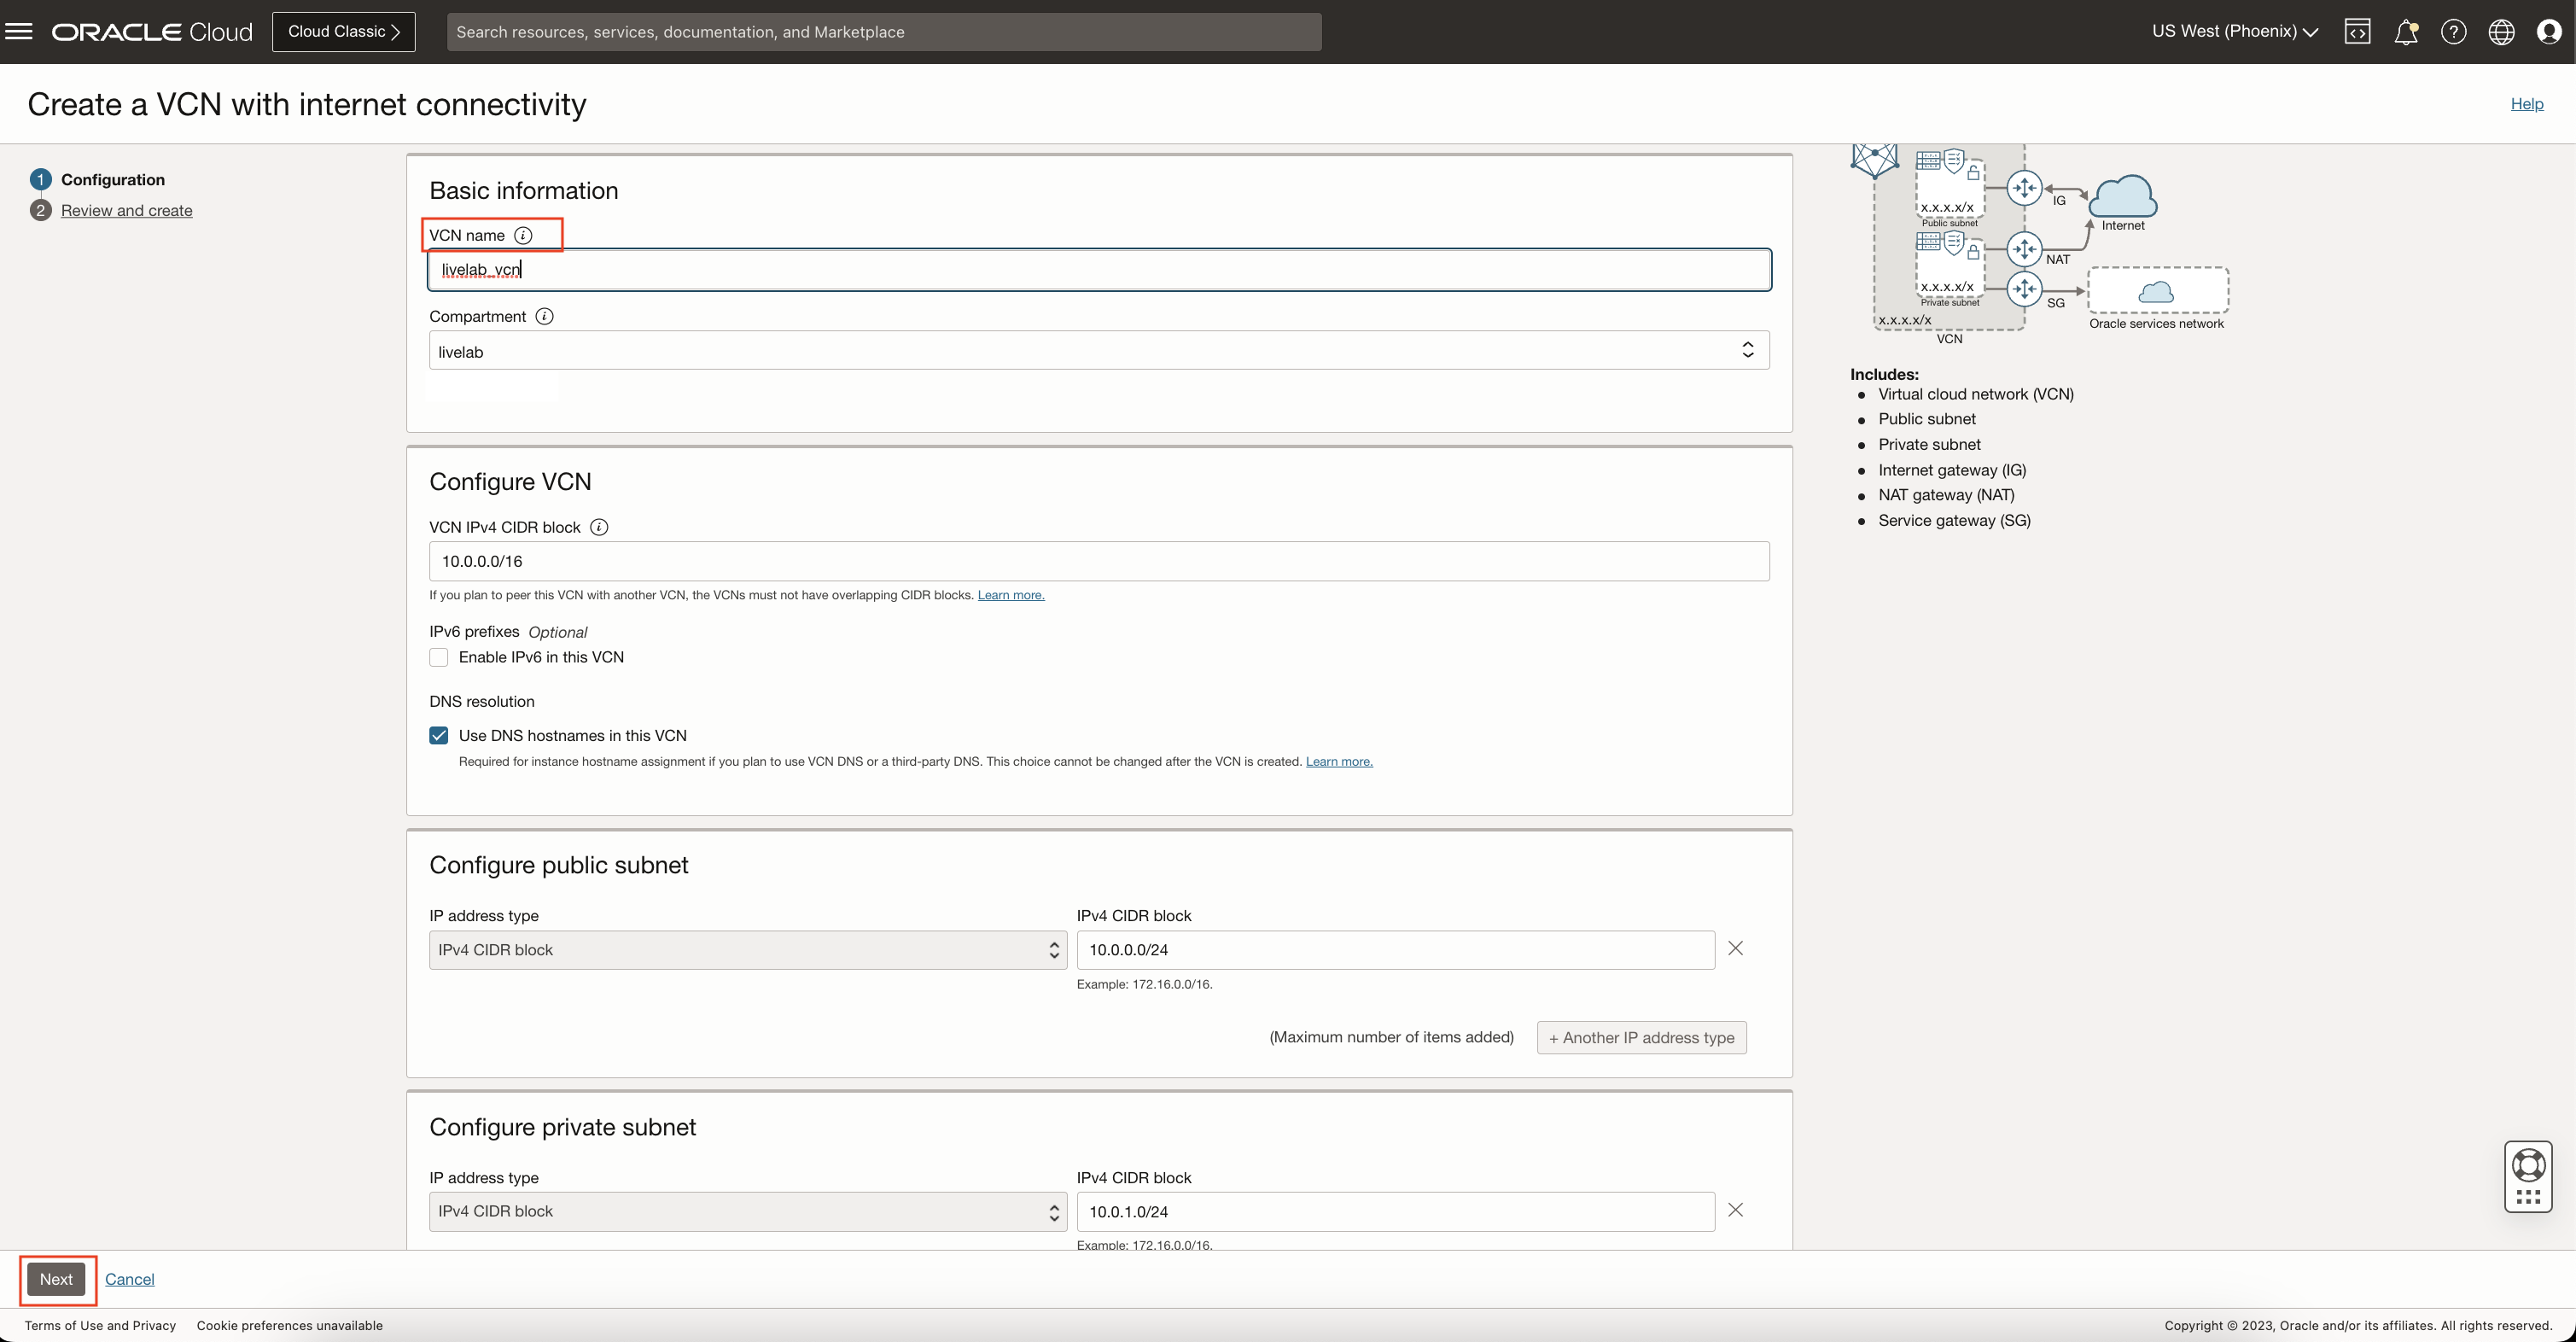 ORACLE Cloud
Cloud Classic
Search resources, services, documentation, and Marketplace
US West (Phoenix)
Create a VCN with internet connectivity
Help
1 Configuration
2 Review and create
Basic information
VCN name
livelab_vcn
Compartment
livelab
Configure VCN
VCN IPv4 CIDR block
10.0.0.0/16
If you plan to peer this VCN with another VCN, the VCNs must not have overlapping CIDR blocks. Learn more.
IPv6 prefixes Optional
Enable IPv6 in this VCN
DNS resolution
Use DNS hostnames in this VCN
Required for instance hostname assignment if you plan to use VCN DNS or a third-party DNS. This choice cannot be changed after the VCN is created. Learn more.
Configure public subnet
IP address type
IPv4 CIDR block
IPv4 CIDR block
10.0.0.0/24
Example: 172.16.0.0/16.
(Maximum number of items added)
+ Another IP address type
Configure private subnet
IP address type
IPv4 CIDR block
IPv4 CIDR block
10.0.1.0/24
Example: 172.16.0.0/16.
x.x.x.x/x
Public subnet
IG
Internet
NAT
x.x.x.x/x
Private subnet
SG
x.x.x.x/x
Oracle services network
VCN
Includes:
Virtual cloud network (VCN)
Public subnet
Private subnet
Internet gateway (IG)
NAT gateway (NAT)
Service gateway (SG)
Next
Cancel
Terms of Use and Privacy
Cookie preferences unavailable
Copyright © 2023, Oracle and/or its affiliates. All rights reserved.